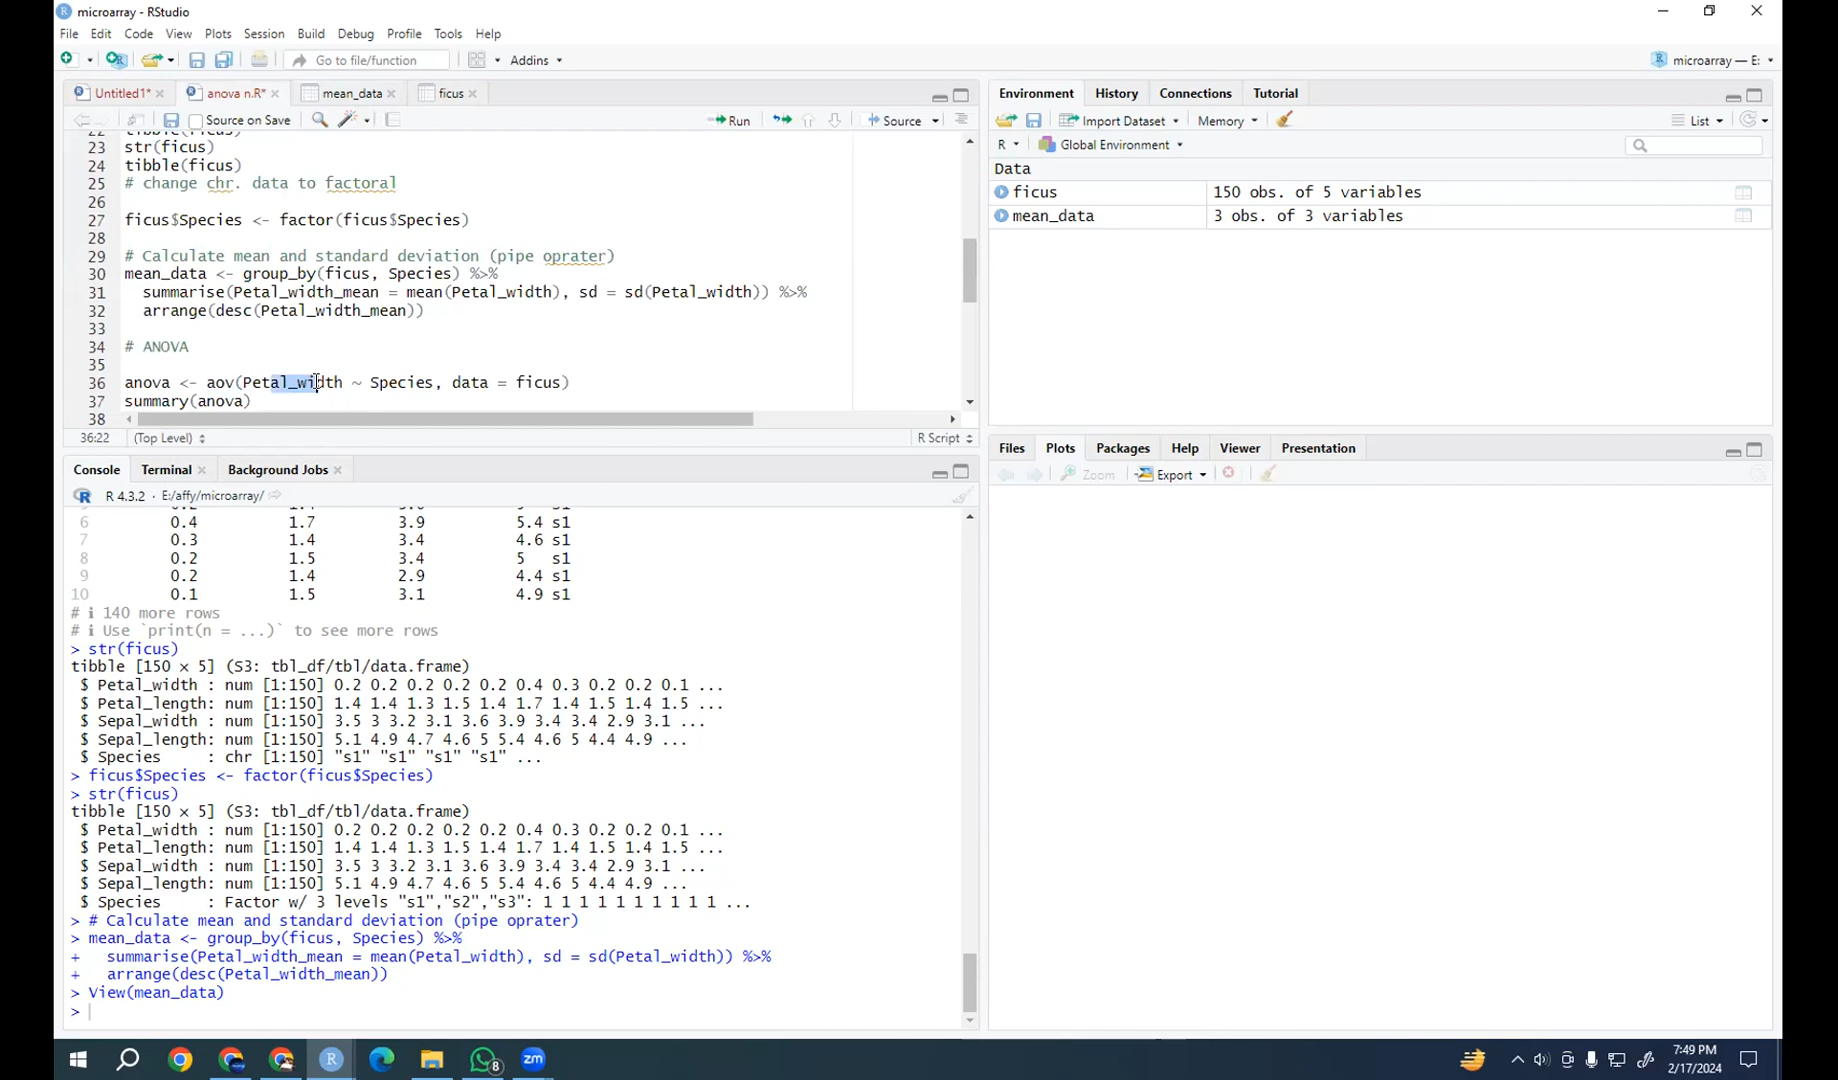 microarray - RStudio
File Edit Code View Plots Session Build Debug Profile Tools Help
Go to file/function Addins microarray — E:
Untitled1* anova n.R* mean_data ficus
Source on Save Run Source
22 tibble(ficus)
23 str(ficus)
24 tibble(ficus)
25 # change chr. data to factoral
26
27 ficus$Species <- factor(ficus$Species)
28
29 # Calculate mean and standard deviation (pipe oprater)
30 mean_data <- group_by(ficus, Species) %>%
31 summarise(Petal_width_mean = mean(Petal_width), sd = sd(Petal_width)) %>%
32 arrange(desc(Petal_width_mean))
33
34 # ANOVA
35
36 anova <- aov(Petal_width ~ Species, data = ficus)
37 summary(anova)
38
36:22 (Top Level) R Script
Console Terminal Background Jobs
R 4.3.2 · E:/affy/microarray/
6 0.4 1.7 3.9 5.4 s1
7 0.3 1.4 3.4 4.6 s1
8 0.2 1.5 3.4 5 s1
9 0.2 1.4 2.9 4.4 s1
10 0.1 1.5 3.1 4.9 s1
# ℹ 140 more rows
# ℹ Use `print(n = ...)` to see more rows
> str(ficus)
tibble [150 × 5] (S3: tbl_df/tbl/data.frame)
$ Petal_width : num [1:150] 0.2 0.2 0.2 0.2 0.2 0.4 0.3 0.2 0.2 0.1 ...
$ Petal_length: num [1:150] 1.4 1.4 1.3 1.5 1.4 1.7 1.4 1.5 1.4 1.5 ...
$ Sepal_width : num [1:150] 3.5 3 3.2 3.1 3.6 3.9 3.4 3.4 2.9 3.1 ...
$ Sepal_length: num [1:150] 5.1 4.9 4.7 4.6 5 5.4 4.6 5 4.4 4.9 ...
$ Species : chr [1:150] "s1" "s1" "s1" "s1" ...
> ficus$Species <- factor(ficus$Species)
> str(ficus)
tibble [150 × 5] (S3: tbl_df/tbl/data.frame)
$ Petal_width : num [1:150] 0.2 0.2 0.2 0.2 0.2 0.4 0.3 0.2 0.2 0.1 ...
$ Petal_length: num [1:150] 1.4 1.4 1.3 1.5 1.4 1.7 1.4 1.5 1.4 1.5 ...
$ Sepal_width : num [1:150] 3.5 3 3.2 3.1 3.6 3.9 3.4 3.4 2.9 3.1 ...
$ Sepal_length: num [1:150] 5.1 4.9 4.7 4.6 5 5.4 4.6 5 4.4 4.9 ...
$ Species : Factor w/ 3 levels "s1","s2","s3": 1 1 1 1 1 1 1 1 1 1 ...
> # Calculate mean and standard deviation (pipe oprater)
> mean_data <- group_by(ficus, Species) %>%
+ summarise(Petal_width_mean = mean(Petal_width), sd = sd(Petal_width)) %>%
+ arrange(desc(Petal_width_mean))
> View(mean_data)
>
Environment History Connections Tutorial
Import Dataset Memory List
R Global Environment
Data
ficus 150 obs. of 5 variables
mean_data 3 obs. of 3 variables
Files Plots Packages Help Viewer Presentation
Zoom Export
8 zm
7:49 PM
2/17/2024